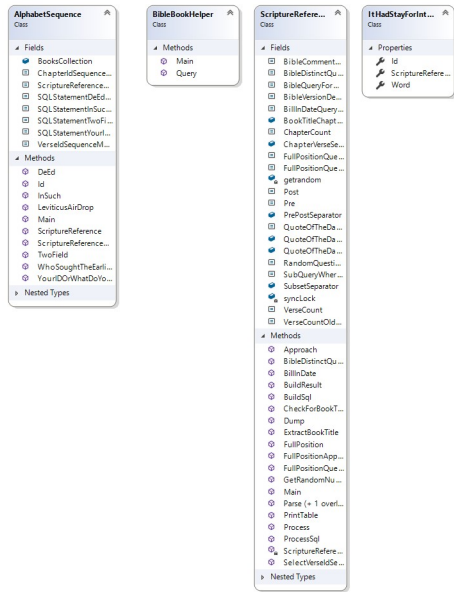 AlphabetSequence
Class
Fields
BooksCollection
ChapterIdSequence...
ScriptureReference...
SQLStatementDeEd...
SQLStatementInSuc...
SQLStatementTwoFi...
SQLStatementYourI...
VerseIdSequenceM...
Methods
DeEd
Id
InSuch
LeviticusAirDrop
Main
ScriptureReference
ScriptureReference...
TwoField
WhoSoughtTheEarli...
YourIDOrWhatDoYo...
Nested Types
BibleBookHelper
Class
Methods
Main
Query
ScriptureRefere...
Class
Fields
BibleComment...
BibleDistinctQu...
BibleQueryFor...
BibleVersionDe...
BillInDateQuery...
BookTitleChapt...
ChapterCount
ChapterVerseSe...
FullPositionQue...
FullPositionQue...
getrandom
Post
Pre
PrePostSeparator
QuoteOfTheDa...
QuoteOfTheDa...
QuoteOfTheDa...
RandomQuesti...
SubQueryWher...
SubsetSeparator
syncLock
VerseCount
VerseCountOld...
Methods
Approach
BibleDistinctQu...
BillInDate
BuildResult
BuildSql
CheckForBookT...
Dump
ExtractBookTitle
FullPosition
FullPositionApp...
FullPositionQue...
GetRandomNu...
Main
Parse (+ 1 overl...
PrintTable
Process
ProcessSql
ScriptureRefere...
SelectVerseIdSe...
Nested Types
ItHadStayForInt...
Class
Properties
Id
ScriptureRefere...
Word